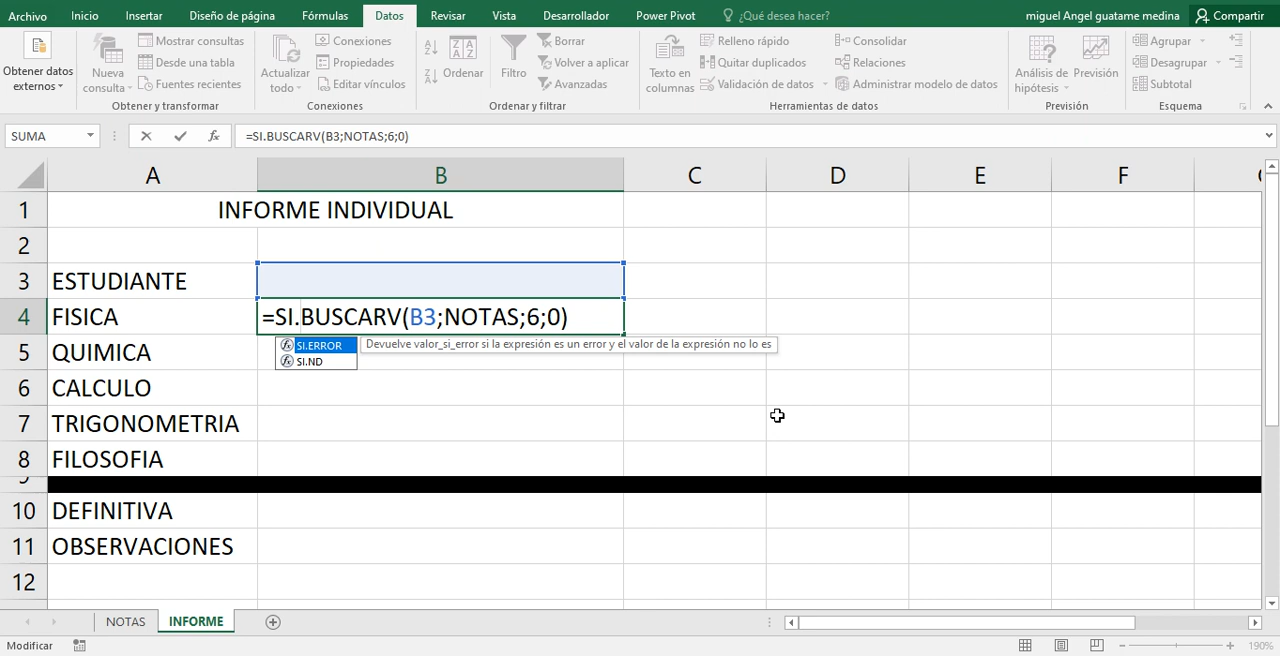 Archivo Inicio Insertar Diseño de página Fórmulas Datos Revisar Vista Desarrollador Power Pivot ¿Qué desea hacer? miguel Angel guatame medina Compartir
Obtener datos externos
Nueva consulta
Mostrar consultas
Desde una tabla
Fuentes recientes
Obtener y transformar
Actualizar todo
Conexiones
Propiedades
Editar vínculos
Conexiones
Ordenar
Filtro
Borrar
Volver a aplicar
Avanzadas
Ordenar y filtrar
Texto en columnas
Relleno rápido
Quitar duplicados
Validación de datos
Consolidar
Relaciones
Administrar modelo de datos
Herramientas de datos
Análisis de hipótesis
Previsión
Previsión
Agrupar
Desagrupar
Subtotal
Esquema
SUMA fx =SI.BUSCARV(B3;NOTAS;6;0)
A B C D E F
1 INFORME INDIVIDUAL
2
3 ESTUDIANTE
4 FISICA =SI.BUSCARV(B3;NOTAS;6;0)
SI.ERROR Devuelve valor_si_error si la expresión es un error y el valor de la expresión no lo es
SI.ND
5 QUIMICA
6 CALCULO
7 TRIGONOMETRIA
8 FILOSOFIA
9
10 DEFINITIVA
11 OBSERVACIONES
12
NOTAS INFORME
Modificar 190%